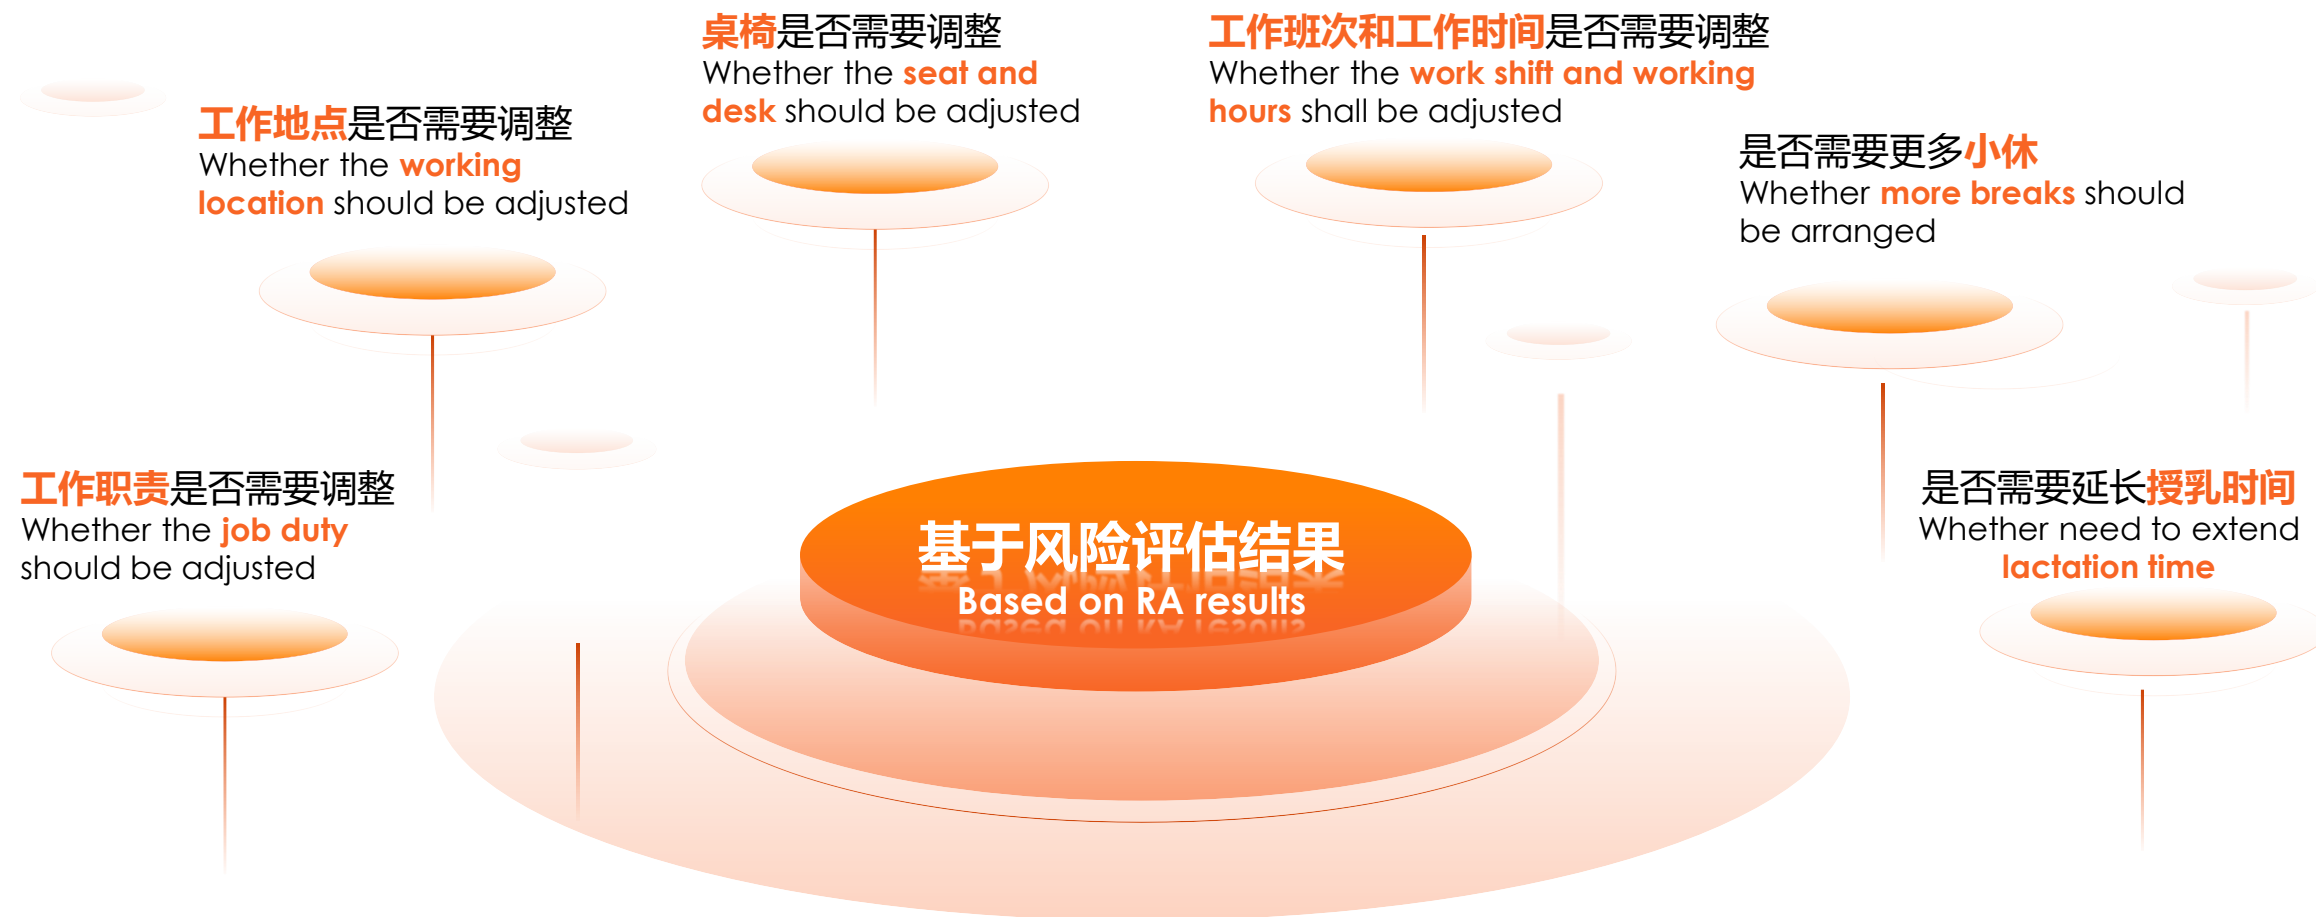 工作职责是否需要调整
Whether the job duty
should be adjusted
工作地点是否需要调整
Whether the working
location should be adjusted
桌椅是否需要调整
Whether the seat and
desk should be adjusted
工作班次和工作时间是否需要调整
Whether the work shift and working
hours shall be adjusted
是否需要更多小休
Whether more breaks should
be arranged
是否需要延长授乳时间
Whether need to extend
lactation time
基于风险评估结果
Based on RA results